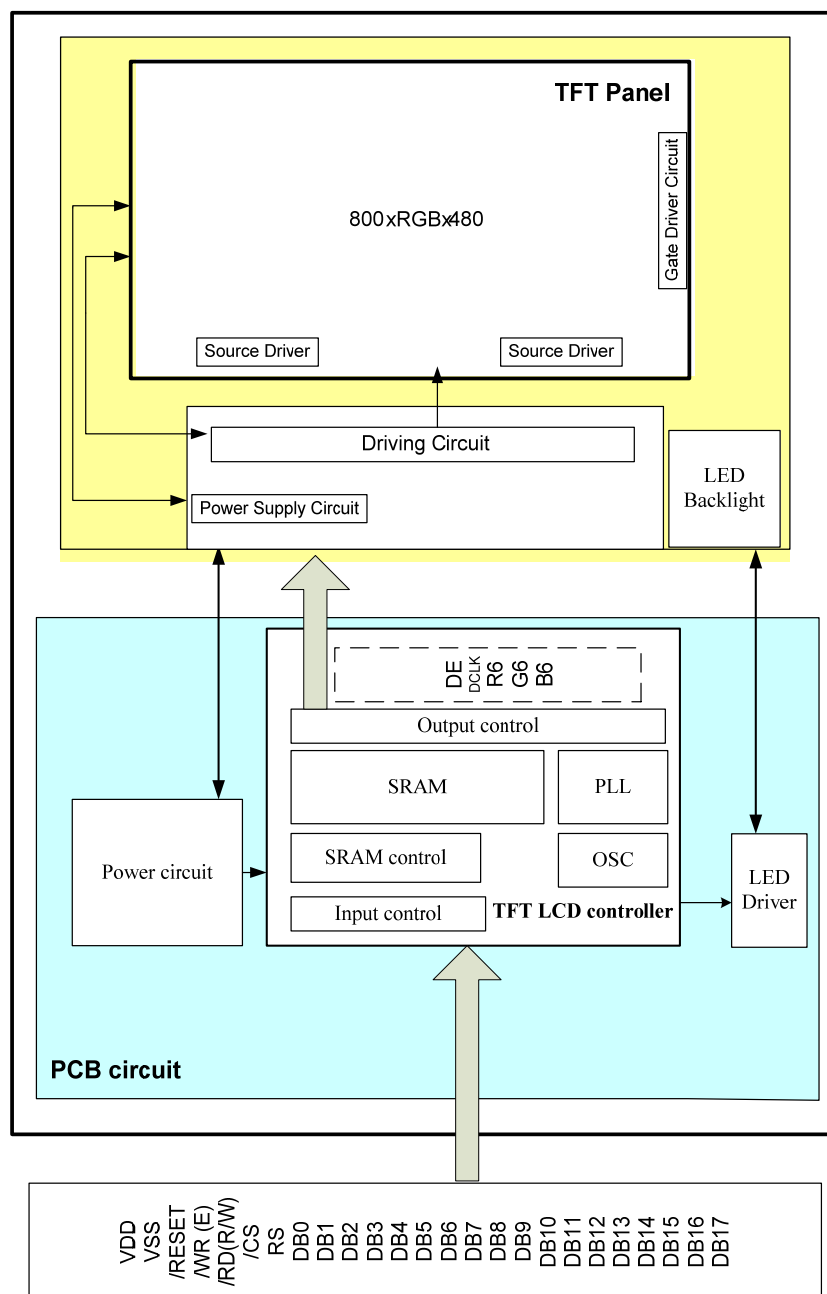 TFT Panel
Gate Driver Circuit
800xRGBx480
Source Driver
Source Driver
Driving Circuit
LED
Backlight
Power Supply Circuit
DE
DCLK
R6
G6
B6
Output control
SRAM
PLL
SRAM control
OSC
Power circuit
LED
Driver
Input control
TFT LCD controller
PCB circuit
VDD
VSS
/RESET
/WR (E)
/RD(R/W)
/CS
RS
DB0
DB1
DB2
DB3
DB4
DB5
DB6
DB7
DB8
DB9
DB10
DB11
DB12
DB13
DB14
DB15
DB16
DB17